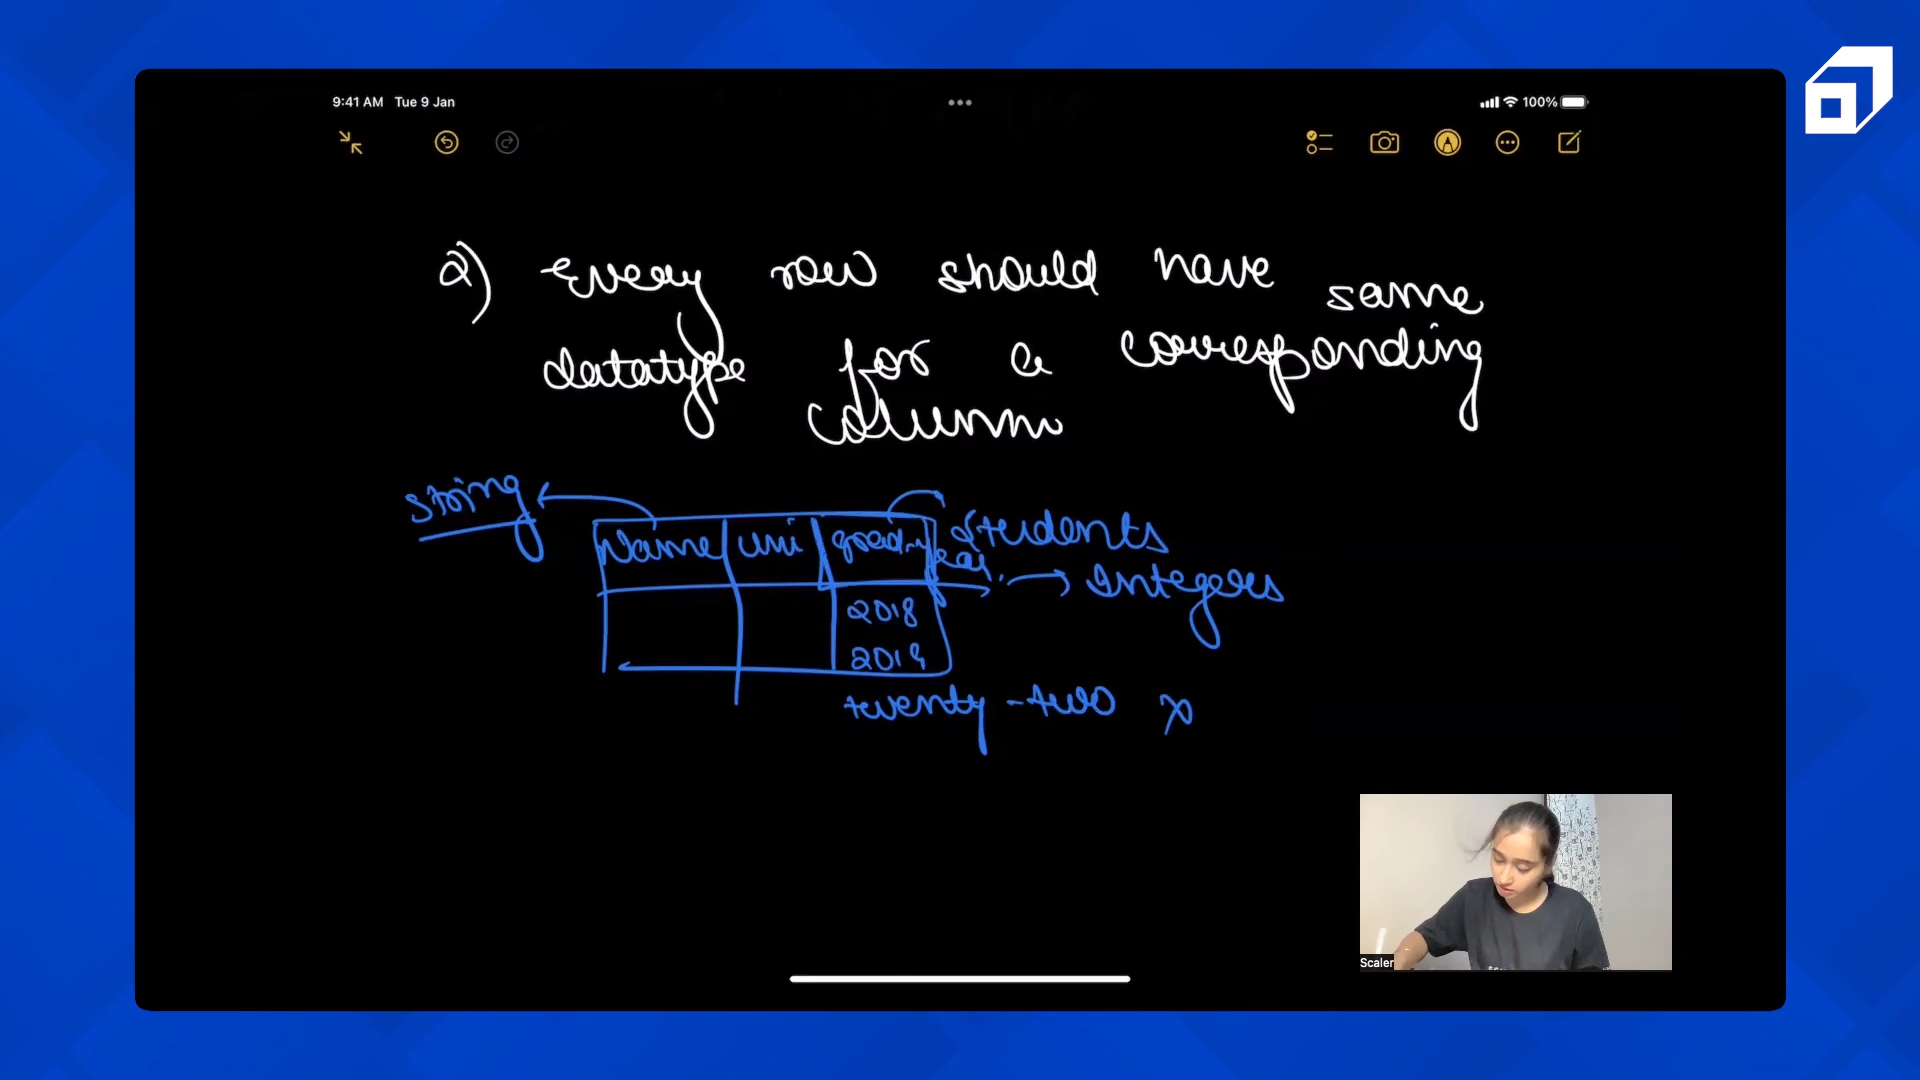 9:41 AM Tue 9 Jan
100%
2) Every row should have same
datatype for a corresponding
column
string
Name uni grad. year. Students
→ Integers
2018
2019
twenty-two x
Scaler